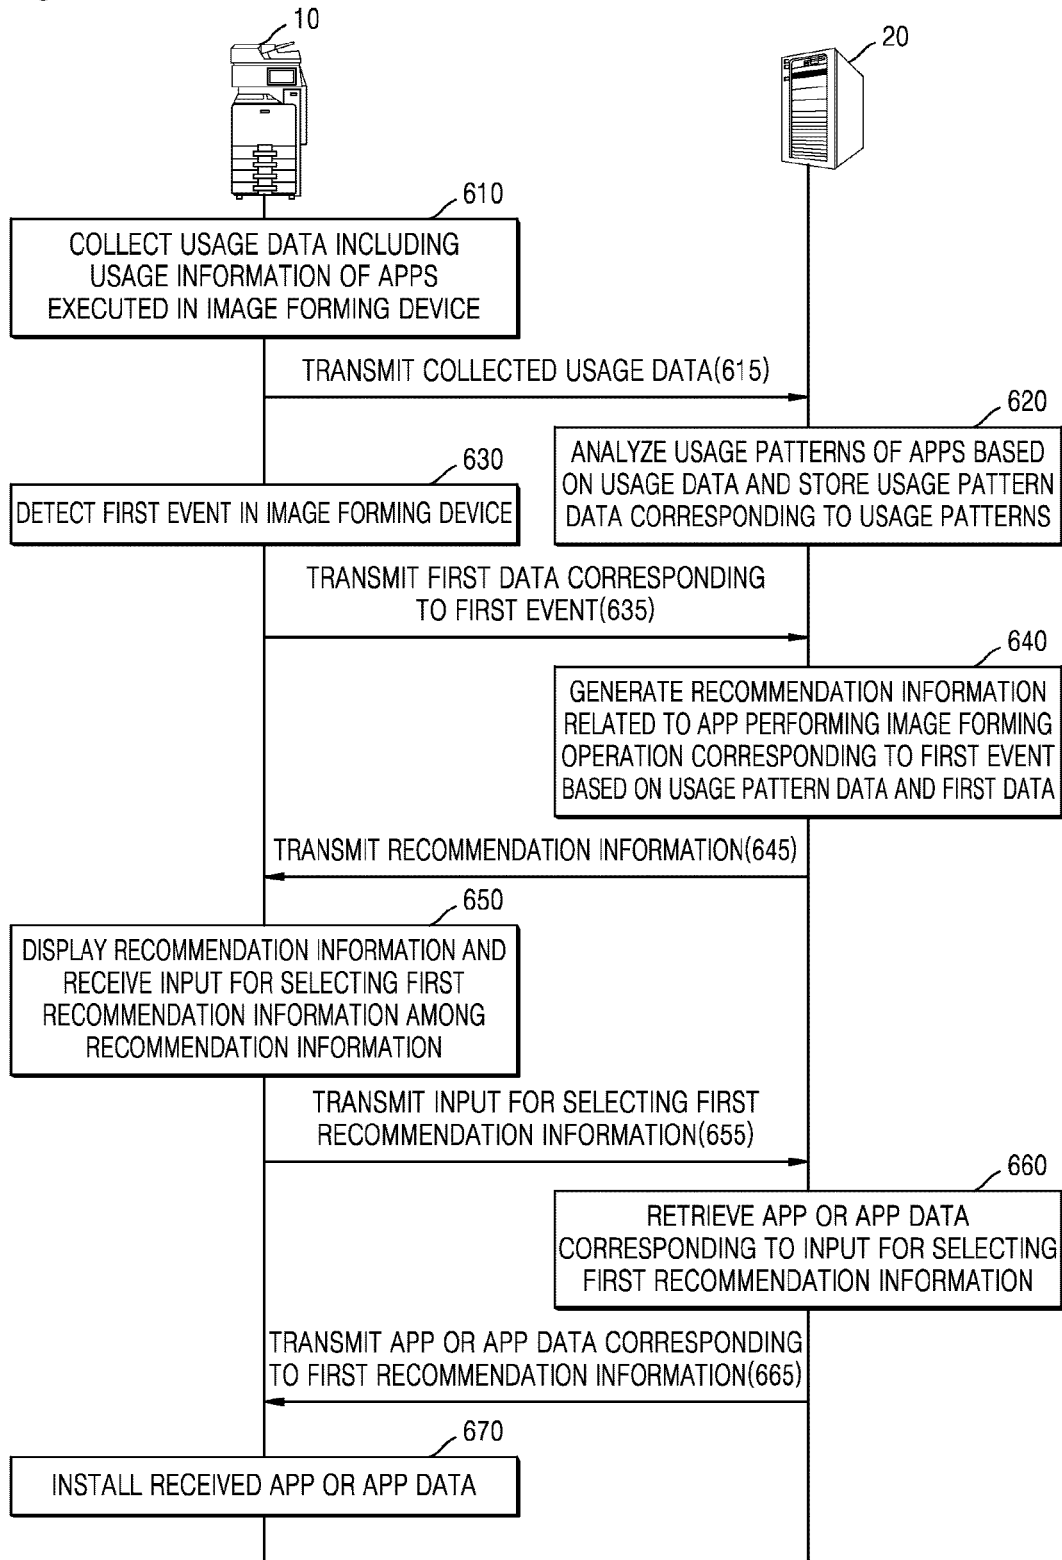 10
20
610
COLLECT USAGE DATA INCLUDING
USAGE INFORMATION OF APPS
EXECUTED IN IMAGE FORMING DEVICE
TRANSMIT COLLECTED USAGE DATA(615)
620
ANALYZE USAGE PATTERNS OF APPS BASED
ON USAGE DATA AND STORE USAGE PATTERN
DATA CORRESPONDING TO USAGE PATTERNS
630
DETECT FIRST EVENT IN IMAGE FORMING DEVICE
TRANSMIT FIRST DATA CORRESPONDING
TO FIRST EVENT(635)
640
GENERATE RECOMMENDATION INFORMATION
RELATED TO APP PERFORMING IMAGE FORMING
OPERATION CORRESPONDING TO FIRST EVENT
BASED ON USAGE PATTERN DATA AND FIRST DATA
TRANSMIT RECOMMENDATION INFORMATION(645)
650
DISPLAY RECOMMENDATION INFORMATION AND
RECEIVE INPUT FOR SELECTING FIRST
RECOMMENDATION INFORMATION AMONG
RECOMMENDATION INFORMATION
TRANSMIT INPUT FOR SELECTING FIRST
RECOMMENDATION INFORMATION(655)
660
RETRIEVE APP OR APP DATA
CORRESPONDING TO INPUT FOR SELECTING
FIRST RECOMMENDATION INFORMATION
TRANSMIT APP OR APP DATA CORRESPONDING
TO FIRST RECOMMENDATION INFORMATION(665)
670
INSTALL RECEIVED APP OR APP DATA